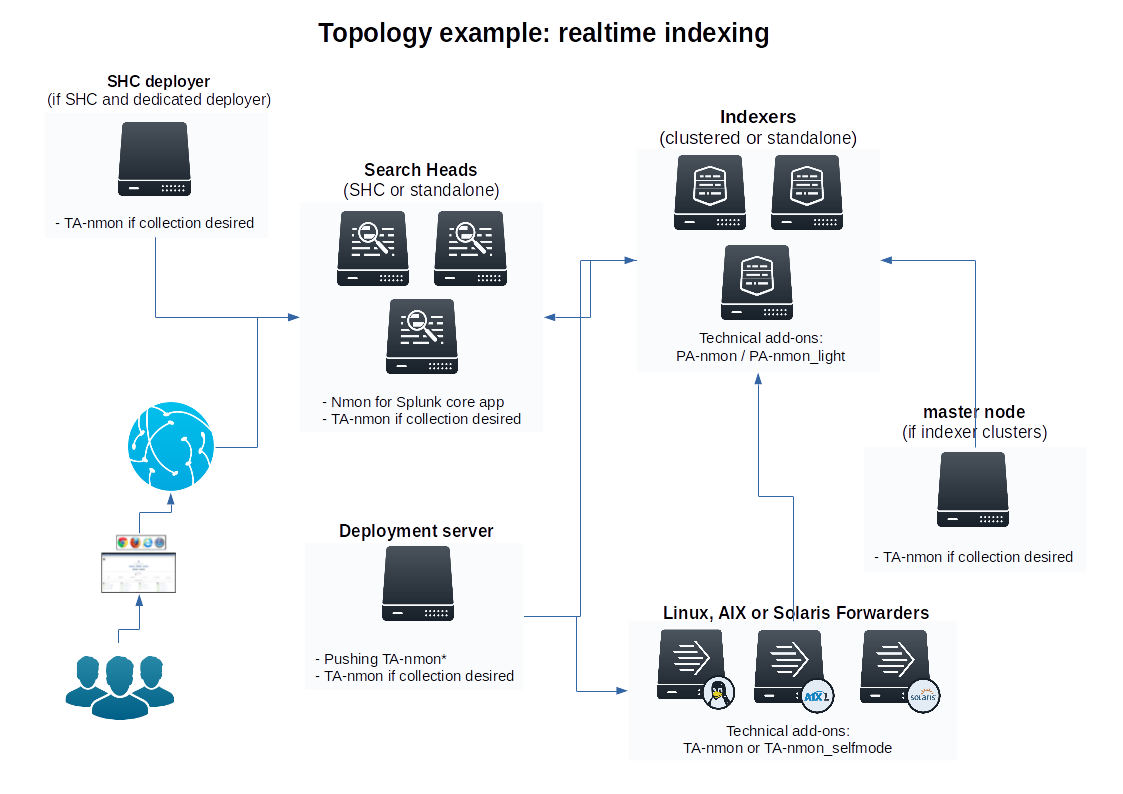 Topology example: realtime indexing
SHC deployer
(if SHC and dedicated deployer)
- TA-nmon if collection desired
Search Heads
(SHC or standalone)
- Nmon for Splunk core app
- TA-nmon if collection desired
Indexers
(clustered or standalone)
Technical add-ons:
PA-nmon / PA-nmon_light
master node
(if indexer clusters)
- TA-nmon if collection desired
Deployment server
- Pushing TA-nmon*
- TA-nmon if collection desired
Linux, AIX or Solaris Forwarders
AIX L
solaris
Technical add-ons:
TA-nmon or TA-nmon_selfmode